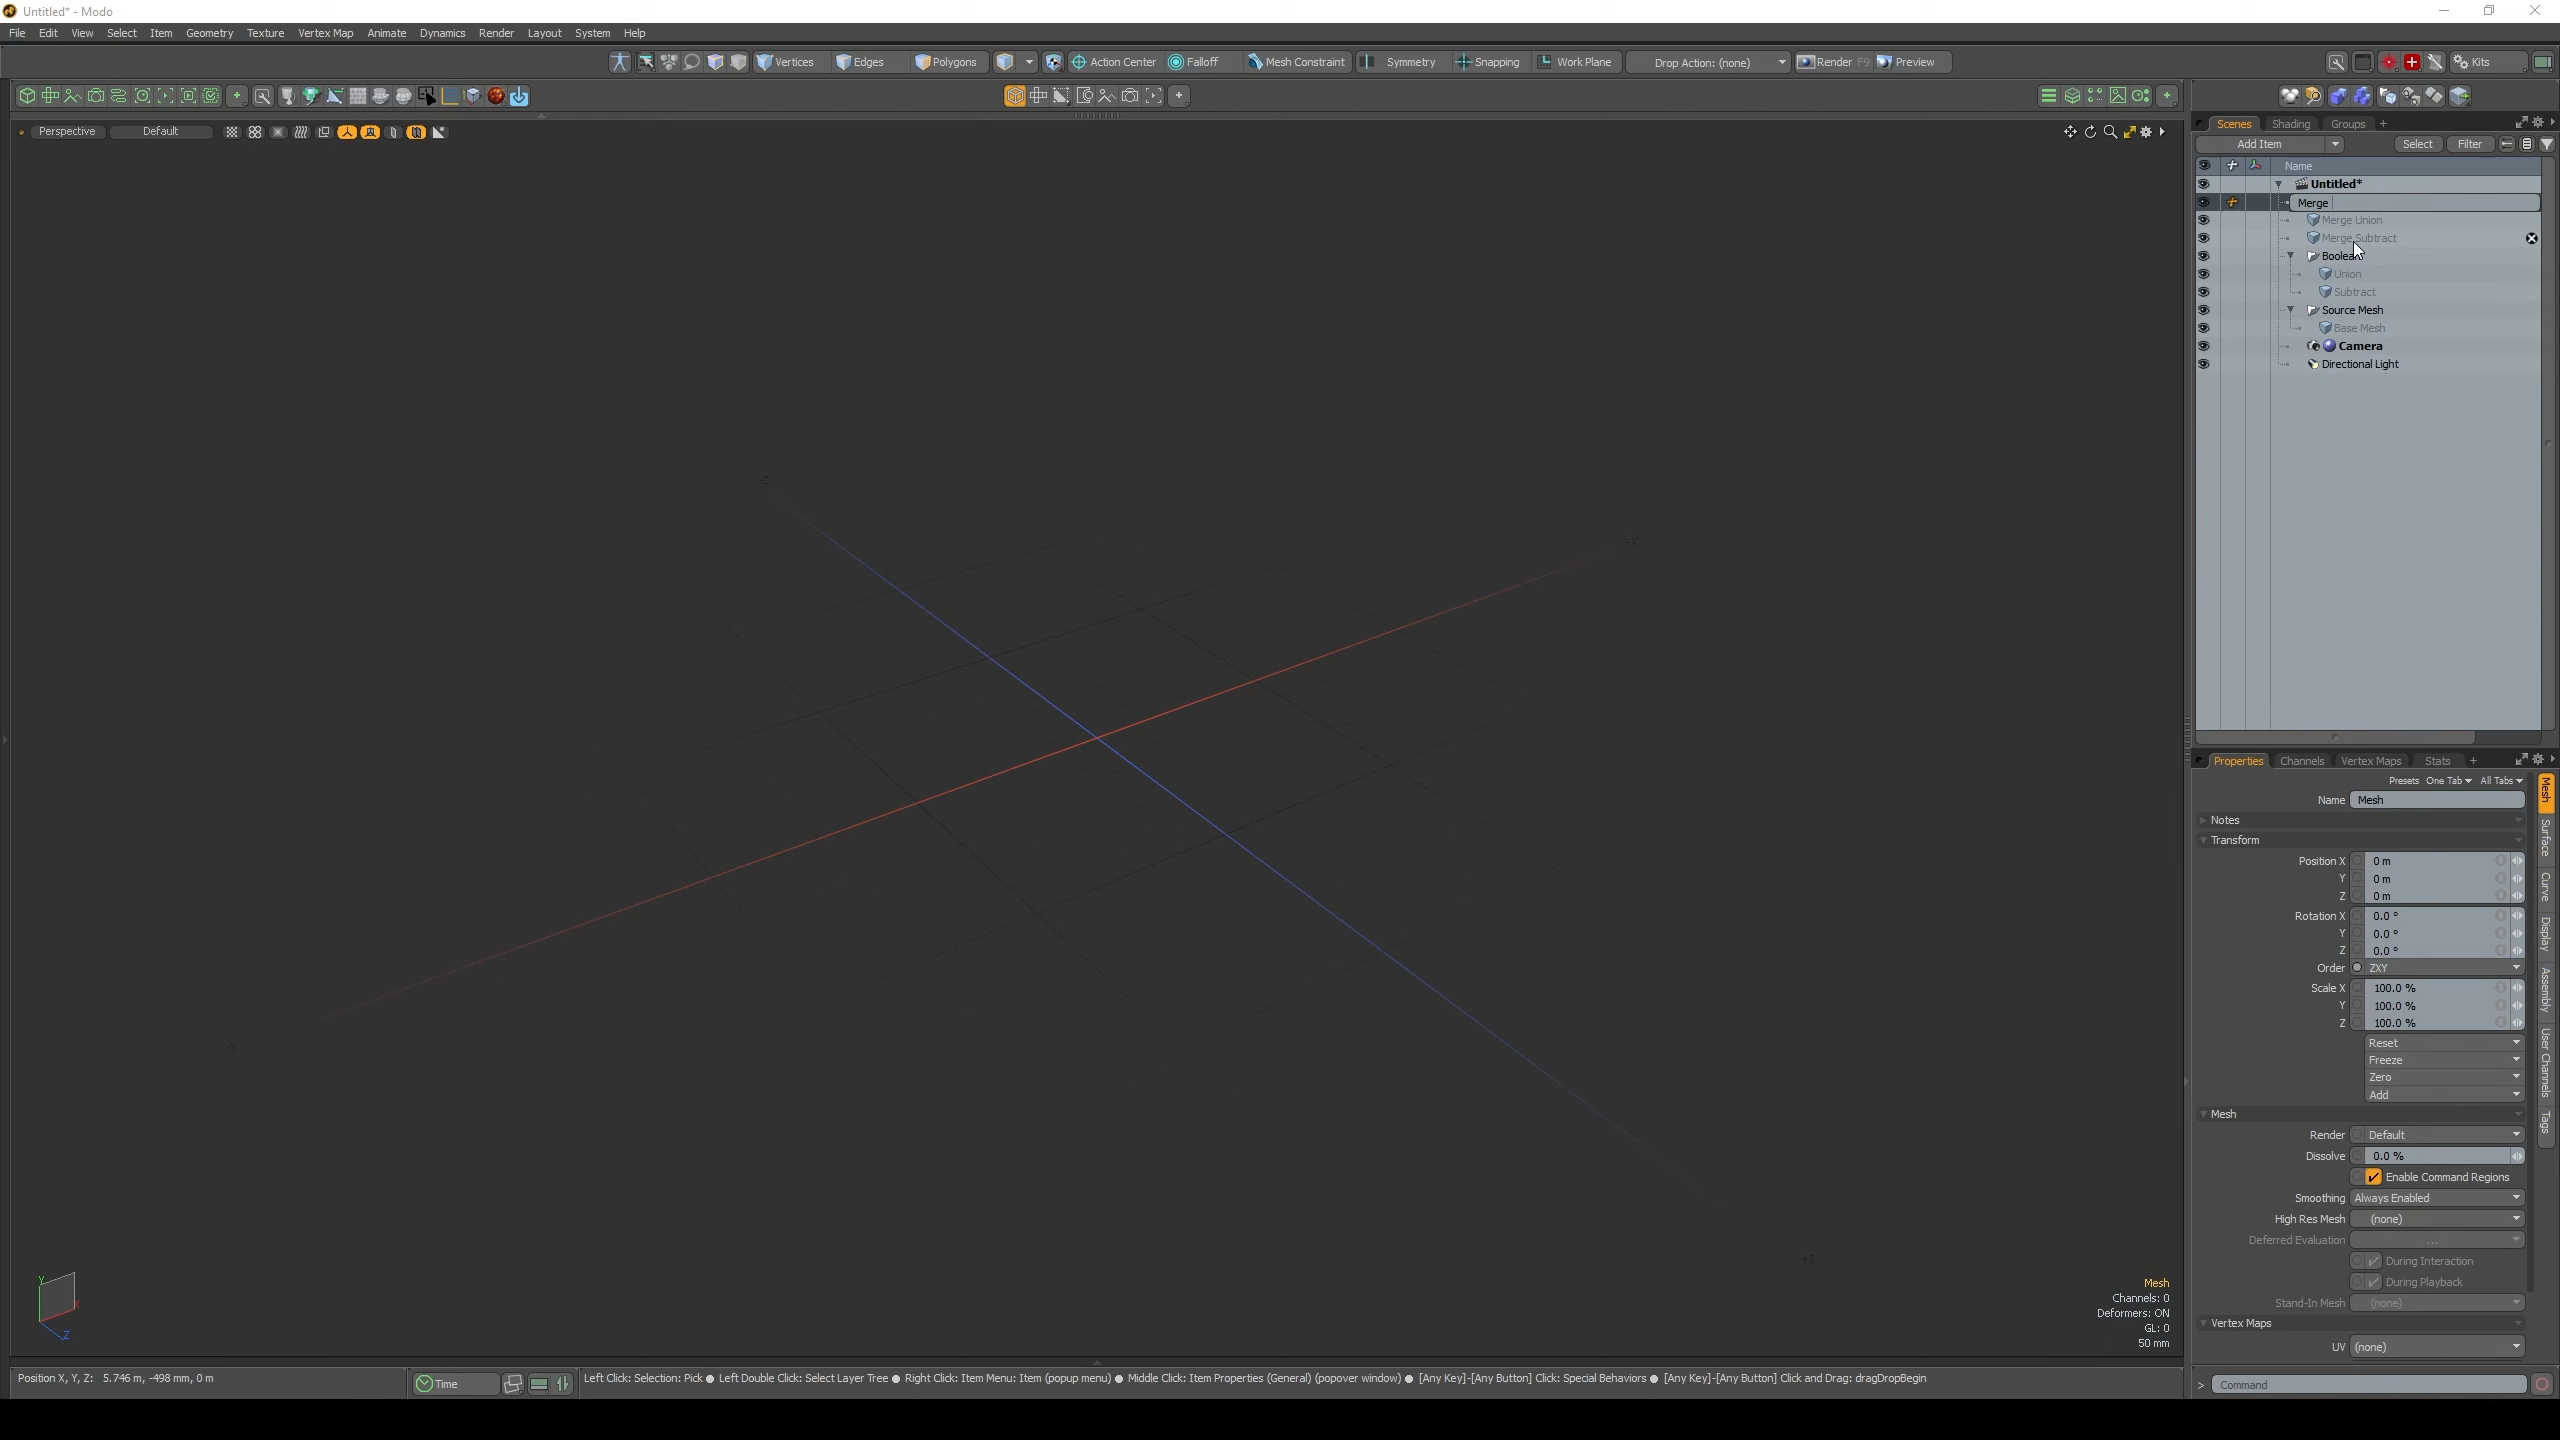 Untitled* - Modo
File Edit View Select Item Geometry Texture Vertex Map Animate Dynamics Render Layout System Help
Vertices Edges Polygons Action Center Falloff Mesh Constraint Symmetry Snapping Work Plane Drop Action: (none) Render F9 Preview Kits
Perspective Default
Scenes Shading Groups +
Add Item Select Filter
Name
Untitled*
Merge
Merge Union
Merge Subtract
Boolean
Union
Subtract
Source Mesh
Base Mesh
Camera
Directional Light
-Z
+X
-X
+Z
Y
X
Z
Mesh
Channels: 0
Deformers: ON
GL: 0
50 mm
Properties Channels Vertex Maps Stats +
Presets One Tab All Tabs
Name Mesh
Notes
Transform
Position X 0 m
Y 0 m
Z 0 m
Rotation X 0.0 °
Y 0.0 °
Z 0.0 °
Order ZXY
Scale X 100.0 %
Y 100.0 %
Z 100.0 %
Reset
Freeze
Zero
Add
Mesh
Render Default
Dissolve 0.0 %
Enable Command Regions
Smoothing Always Enabled
High Res Mesh (none)
Deferred Evaluation ...
During Interaction
During Playback
Stand-In Mesh (none)
Vertex Maps
UV (none)
Mesh
Surface
Curve
Display
Assembly
User Channels
Tags
Position X, Y, Z: 5.746 m, -498 mm, 0 m
Time
Left Click: Selection: Pick ● Left Double Click: Select Layer Tree ● Right Click: Item Menu: Item (popup menu) ● Middle Click: Item Properties (General) (popover window) ● [Any Key]-[Any Button] Click: Special Behaviors ● [Any Key]-[Any Button] Click and Drag: dragDropBegin
> Command